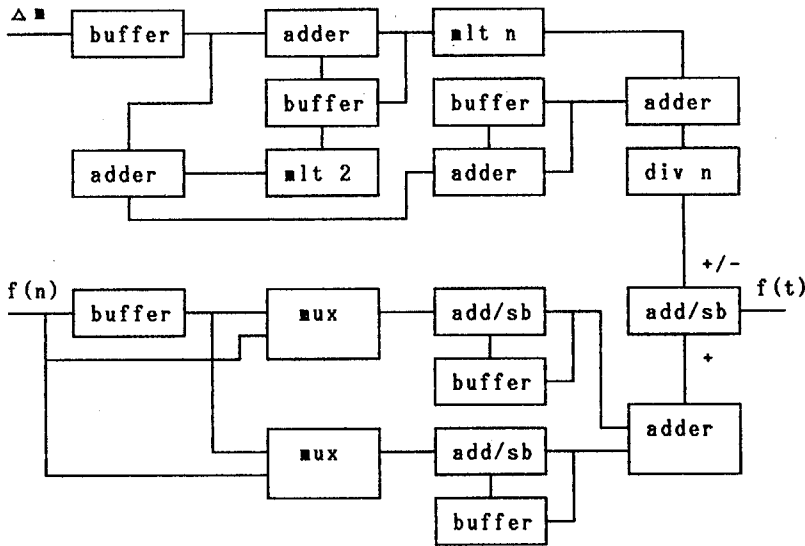 Δm
buffer
adder
mlt n
buffer
buffer
adder
adder
mlt 2
adder
div n
+/-
f(n)
f(t)
buffer
mux
add/sb
add/sb
buffer
+
adder
mux
add/sb
buffer